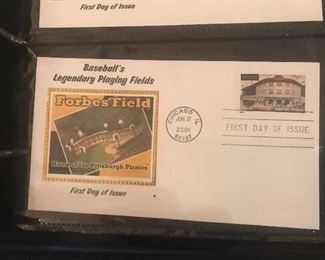 First Day of Issue
Baseball's
Legendary Playing Fields
Forbes Field
Home of the Pittsburgh Pirates
First Day of Issue
CHICAGO IL
JUN 27
2001
60607
FIRST DAY OF ISSUE